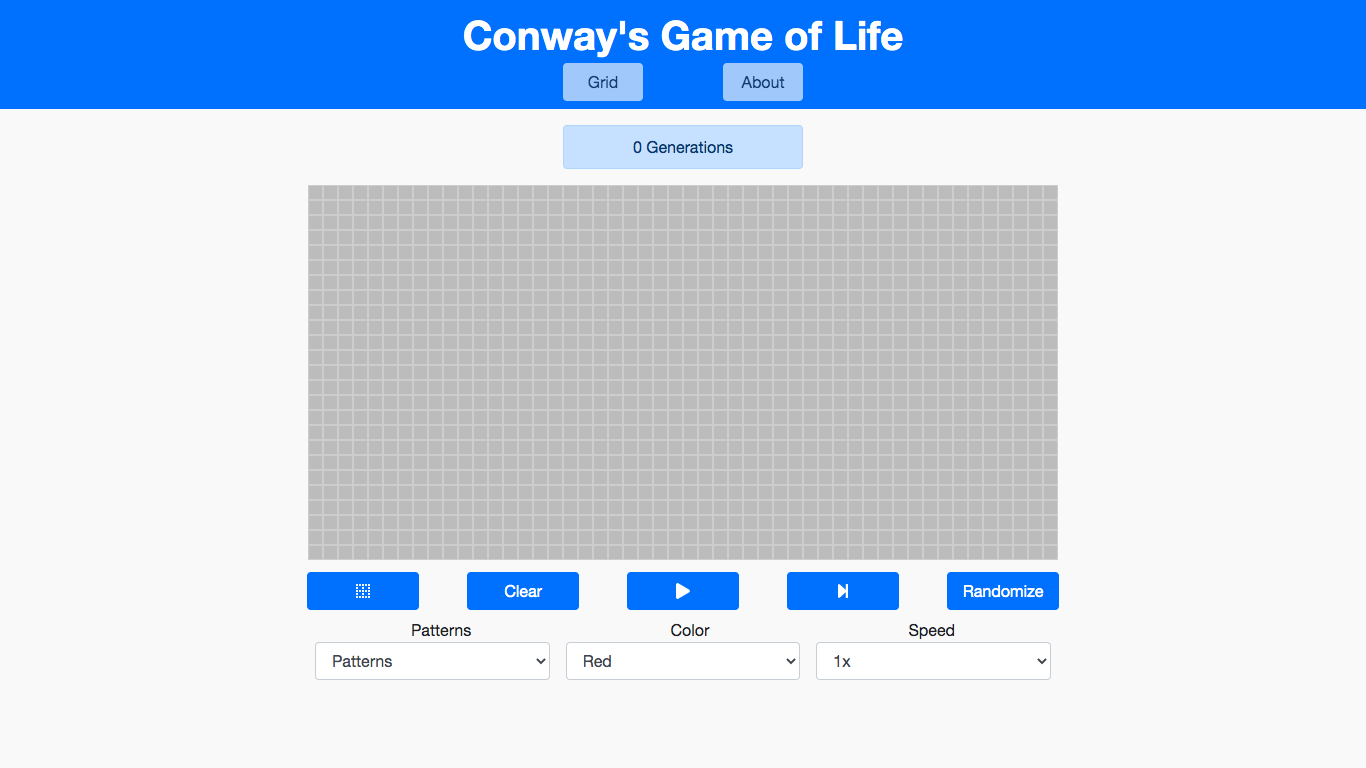 Conway's Game of Life
Grid About
0 Generations
Clear Randomize
Patterns Color Speed
Patterns Red 1x